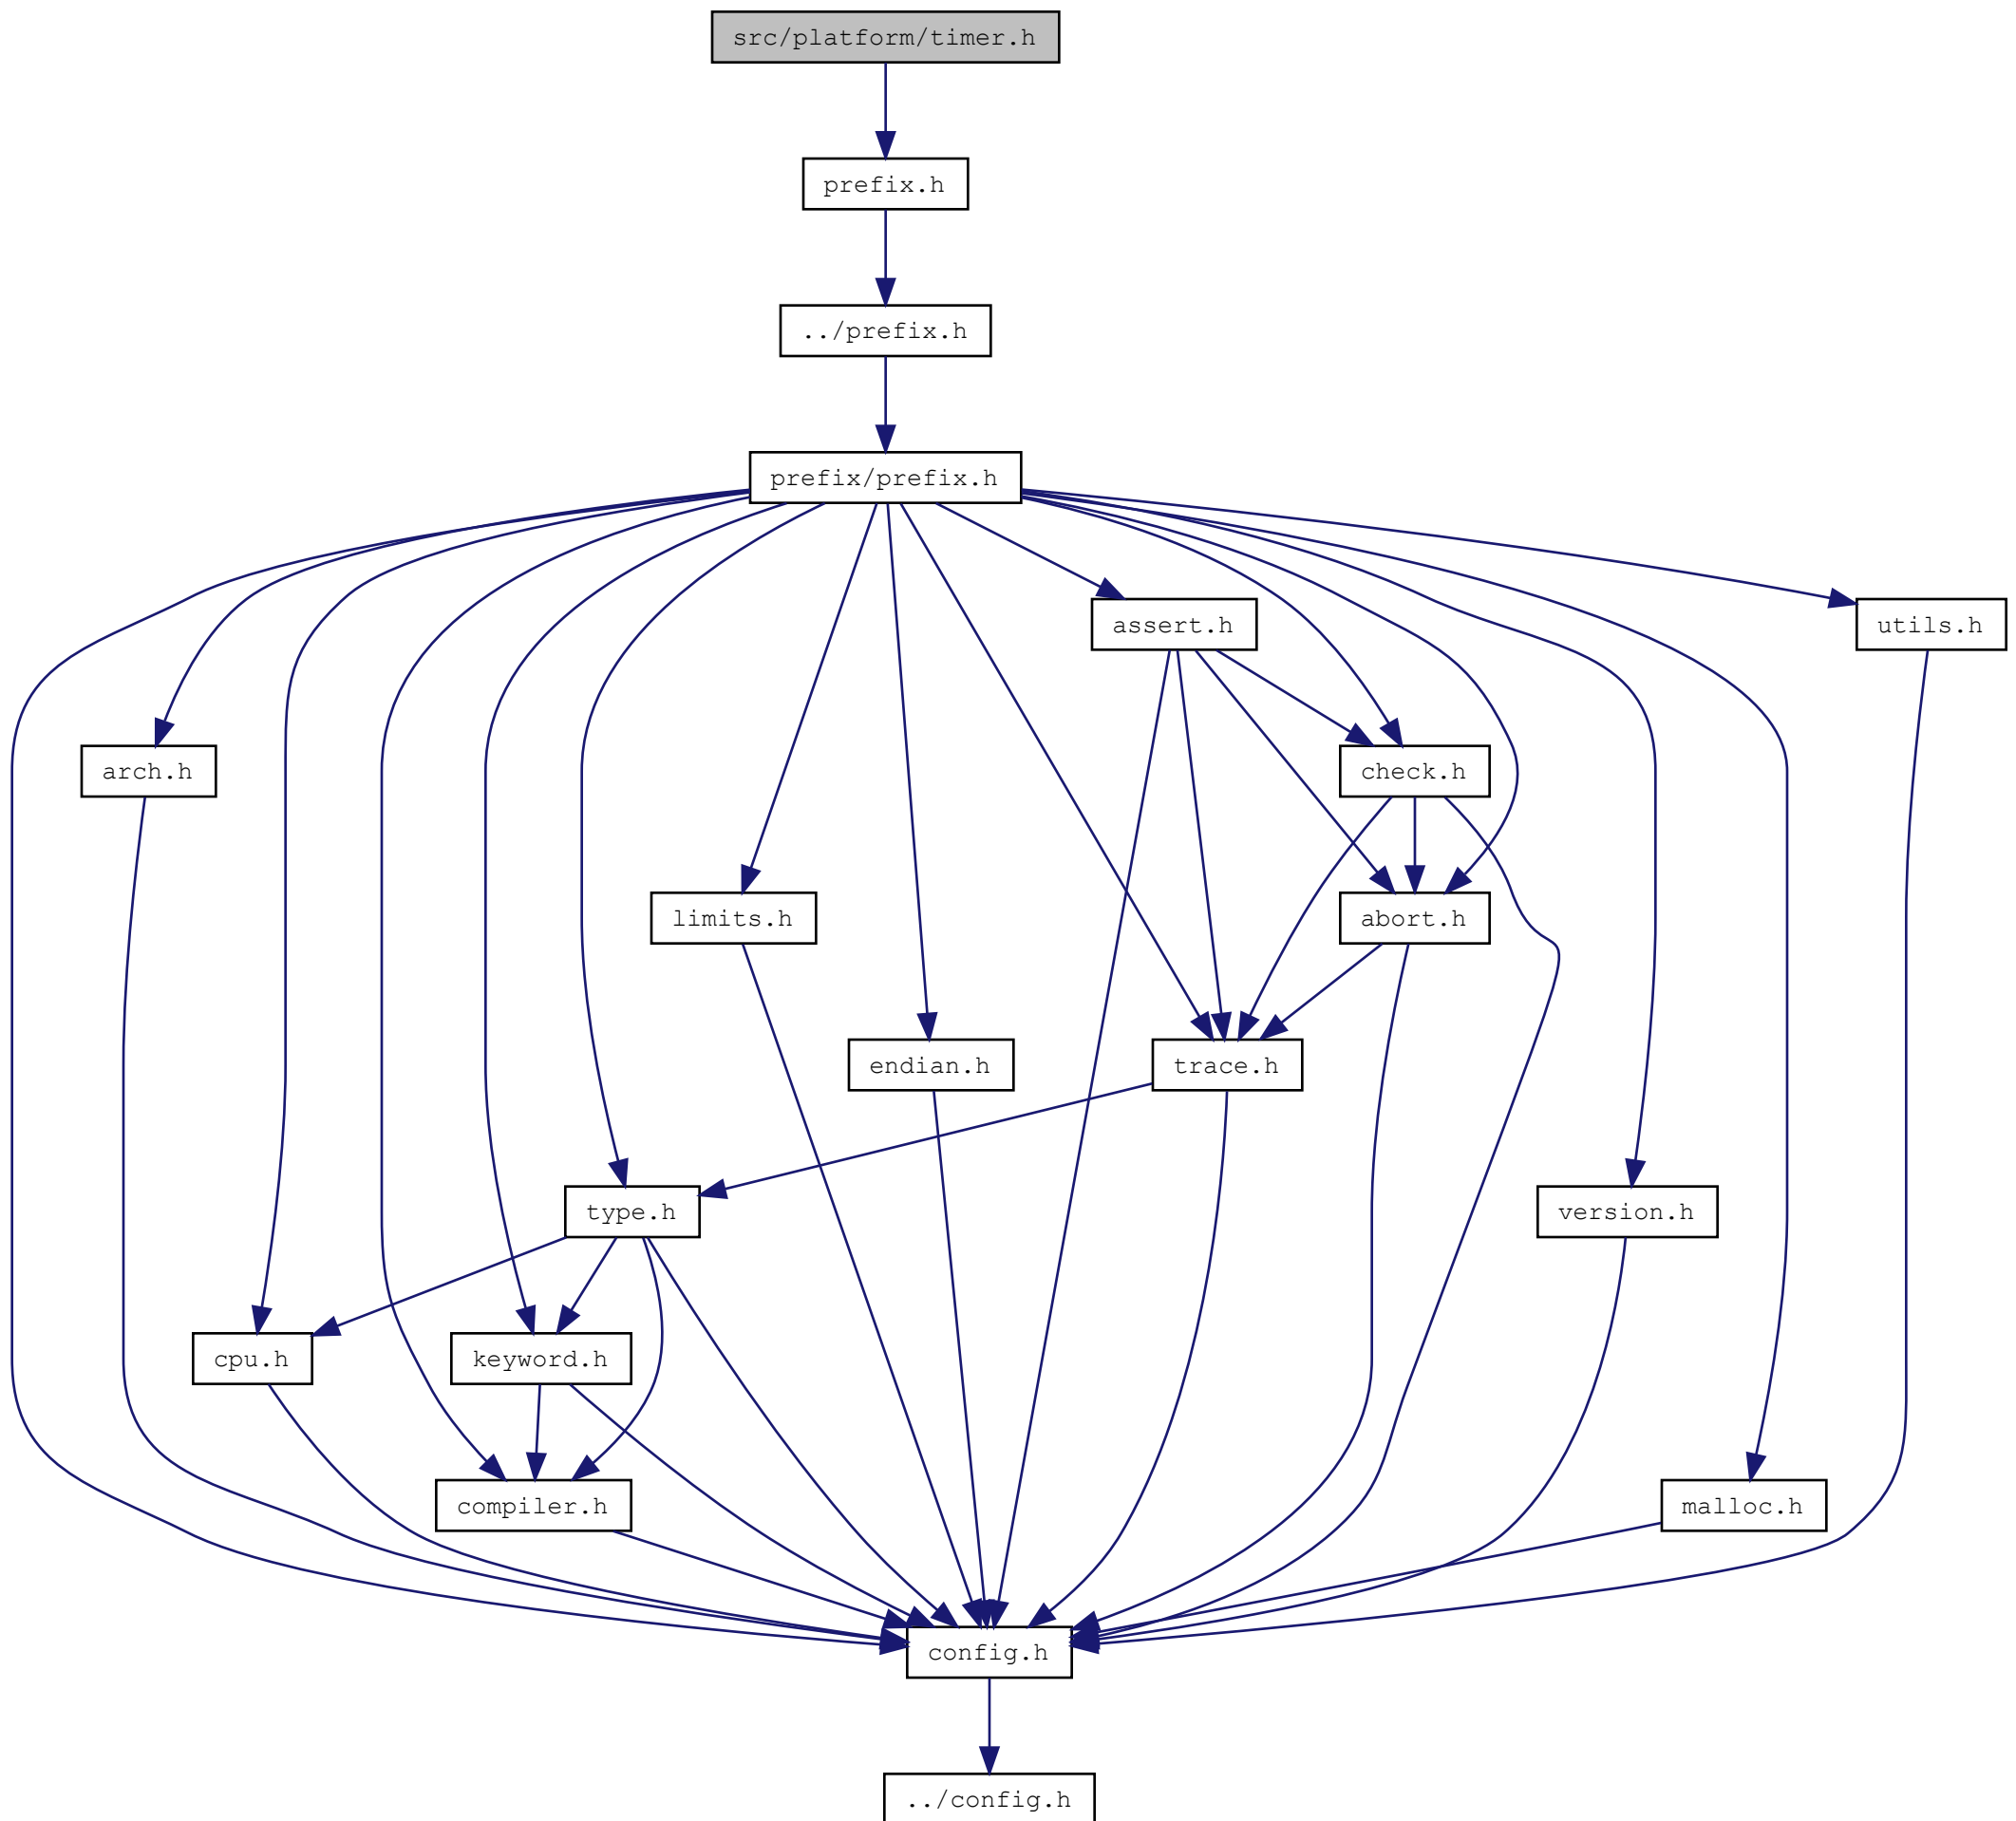 src/platform/timer.h
prefix.h
../prefix.h
prefix/prefix.h
assert.h
utils.h
arch.h
check.h
limits.h
abort.h
endian.h
trace.h
type.h
version.h
cpu.h
keyword.h
compiler.h
malloc.h
config.h
../config.h